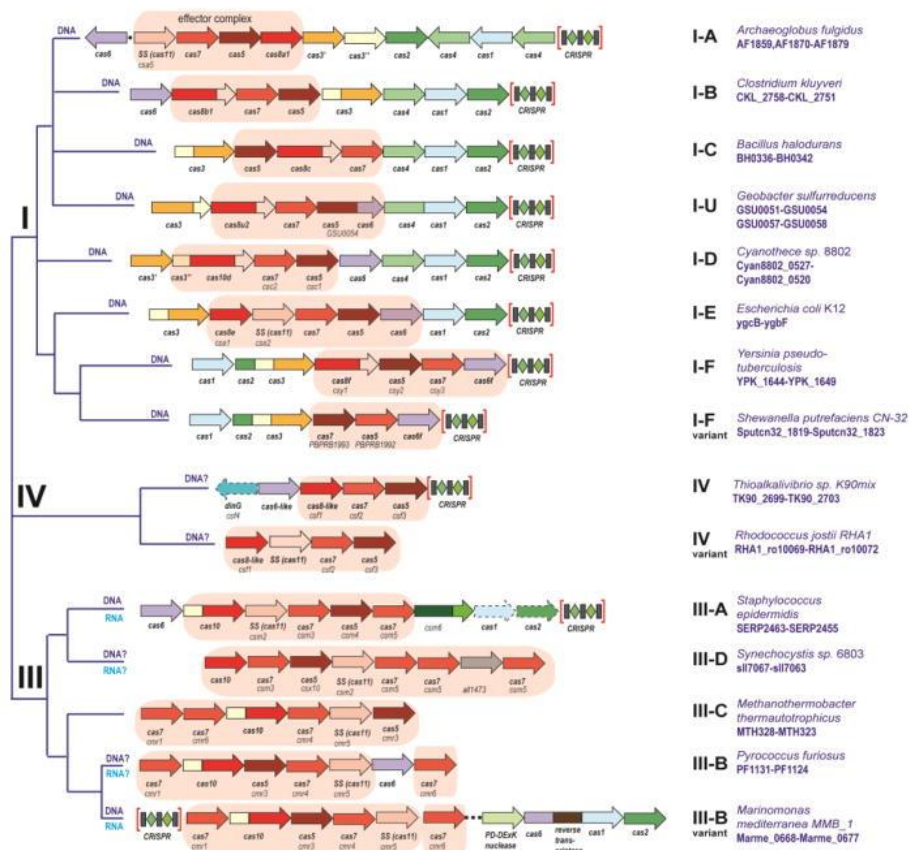 effector complex
DNA
cas6
SS (cas11)
csa5
cas7
cas5
cas8a1
cas3'
cas3''
cas2
cas4
cas1
cas4
CRISPR
I-A
Archaeoglobus fulgidus
AF1859,AF1870-AF1879
DNA
cas6
cas8b1
cas7
cas5
cas3
cas4
cas1
cas2
CRISPR
I-B
Clostridium kluyveri
CKL_2758-CKL_2751
DNA
cas3
cas5
cas8c
cas7
cas4
cas1
cas2
CRISPR
I-C
Bacillus halodurans
BH0336-BH0342
I
DNA
cas3
cas8u2
cas7
cas5
GSU0054
cas6
cas4
cas1
cas2
CRISPR
I-U
Geobacter sulfurreducens
GSU0051-GSU0054
GSU0057-GSU0058
DNA
cas3'
cas3''
cas10d
cas7
csc2
cas5
csc1
cas6
cas4
cas1
cas2
CRISPR
I-D
Cyanothece sp. 8802
Cyan8802_0527-
Cyan8802_0520
DNA
cas3
cas8e
cse1
SS (cas11)
cse2
cas7
cas5
cas6
cas1
cas2
CRISPR
I-E
Escherichia coli K12
ygcB-ygbF
DNA
cas1
cas2
cas3
cas8f
csy1
cas5
csy2
cas7
csy3
cas6f
CRISPR
I-F
Yersinia pseudo-
tuberculosis
YPK_1644-YPK_1649
DNA
cas1
cas2
cas3
cas7
PBPRB1993
cas5
PBPRB1992
cas6f
CRISPR
I-F
variant
Shewanella putrefaciens CN-32
Sputcn32_1819-Sputcn32_1823
IV
DNA?
dinG
csf4
cas6-like
cas8-like
csf1
cas7
csf2
cas5
csf3
CRISPR
IV
Thioalkalivibrio sp. K90mix
TK90_2699-TK90_2703
DNA?
cas8-like
csf1
SS (cas11)
cas7
csf2
cas5
csf3
IV
variant
Rhodococcus jostii RHA1
RHA1_ro10069-RHA1_ro10072
DNA
RNA
cas6
cas10
SS (cas11)
csm2
cas7
csm3
cas5
csm4
cas7
csm5
csm6
cas1
cas2
CRISPR
III-A
Staphylococcus
epidermidis
SERP2463-SERP2455
III
DNA?
RNA?
cas10
cas7
csm3
cas5
csx10
SS (cas11)
csm2
cas7
csm5
cas7
csm5
all1473
cas7
csm5
III-D
Synechocystis sp. 6803
sll7067-sll7063
cas7
cmr1
cas7
cmr6
cas10
cas7
cmr4
SS (cas11)
cmr5
cas5
cmr3
III-C
Methanothermobacter
thermautotrophicus
MTH328-MTH323
DNA?
RNA?
cas7
cmr1
cas10
cas5
cmr3
cas7
cmr4
SS (cas11)
cmr5
cas6
cas7
cmr6
III-B
Pyrococcus furiosus
PF1131-PF1124
DNA
RNA
CRISPR
cas7
cmr1
cas10
cas5
cmr3
cas7
cmr4
SS (cas11)
cmr5
cas7
cmr6
PD-DExK
nuclease
cas6
reverse
trans-
cas1
cas2
III-B
variant
Marinomonas
mediterranea MMB_1
Marme_0668-Marme_0677